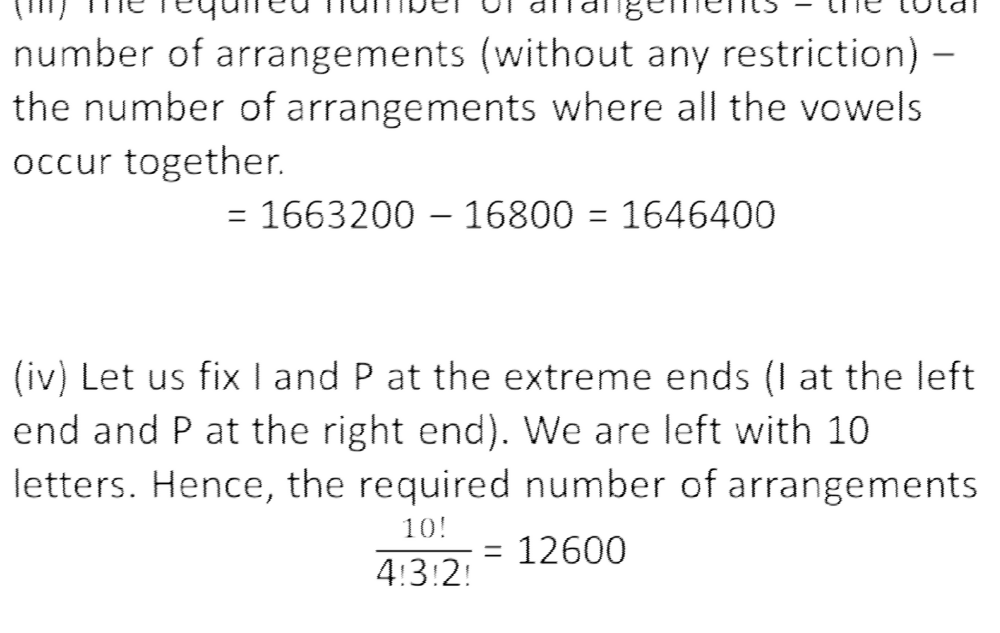 (iii) The required number of arrangements = the total
number of arrangements (without any restriction) –
the number of arrangements where all the vowels
occur together.
= 1663200 – 16800 = 1646400
(iv) Let us fix I and P at the extreme ends (I at the left
end and P at the right end). We are left with 10
letters. Hence, the required number of arrangements
10!
4!3!2! = 12600